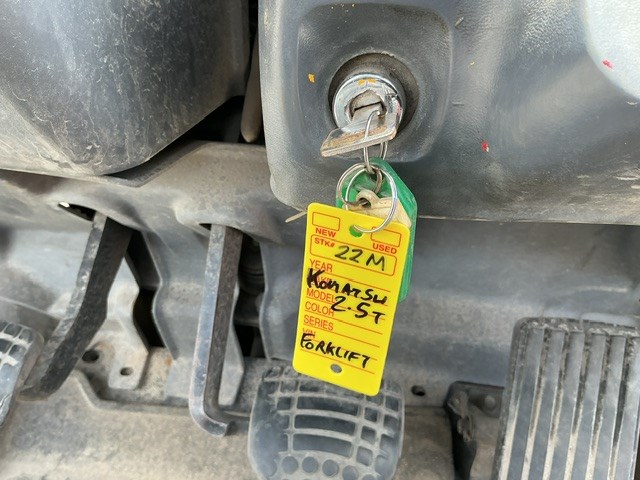 NEW USED
STK# 22M
YEAR
KOMATSU
MODEL 2.5T
COLOR
SERIES
FORKLIFT